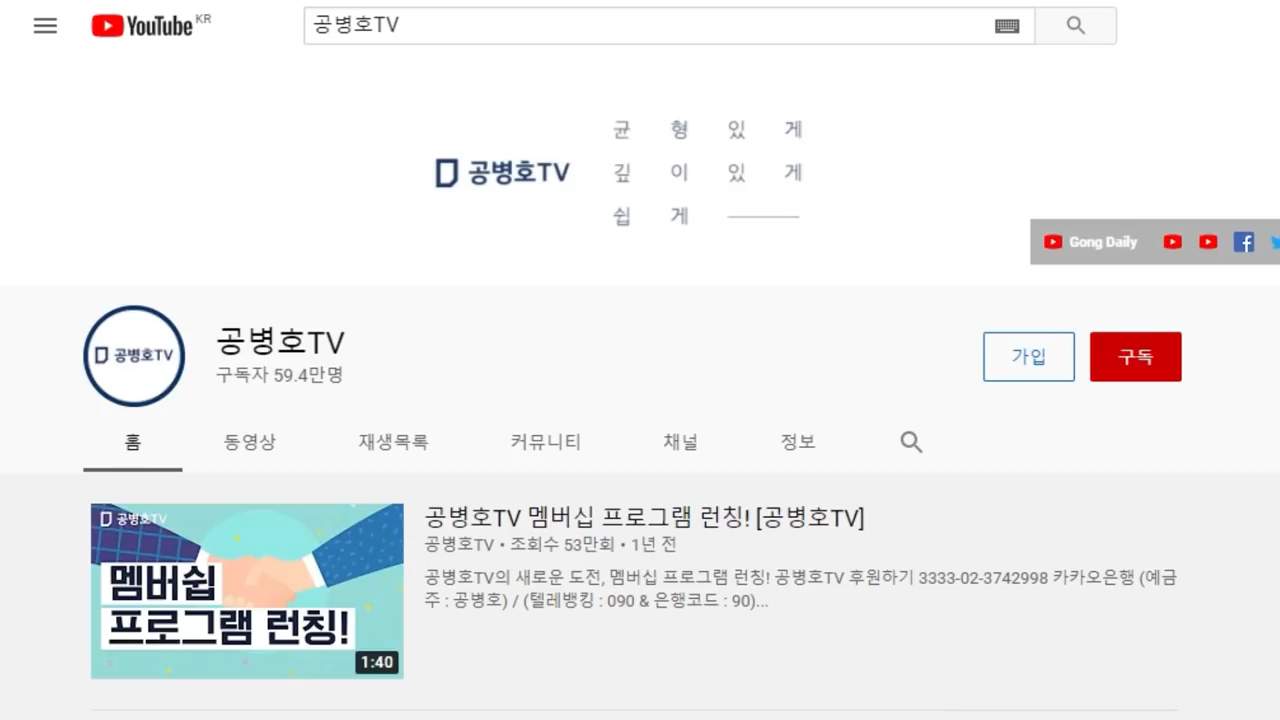 YouTube KR
공병호TV
균형있게
공병호TV 깊이있게
쉽게
Gong Daily
공병호TV
공병호TV
구독자 59.4만명
가입
구독
홈
동영상
재생목록
커뮤니티
채널
정보
공병호TV
멤버쉽
프로그램 런칭!
1:40
공병호TV 멤버십 프로그램 런칭! [공병호TV]
공병호TV • 조회수 53만회 • 1년 전
공병호TV의 새로운 도전, 멤버십 프로그램 런칭! 공병호TV 후원하기 3333-02-3742998 카카오은행 (예금
주 : 공병호) / (텔레뱅킹 : 090 & 은행코드 : 90)...